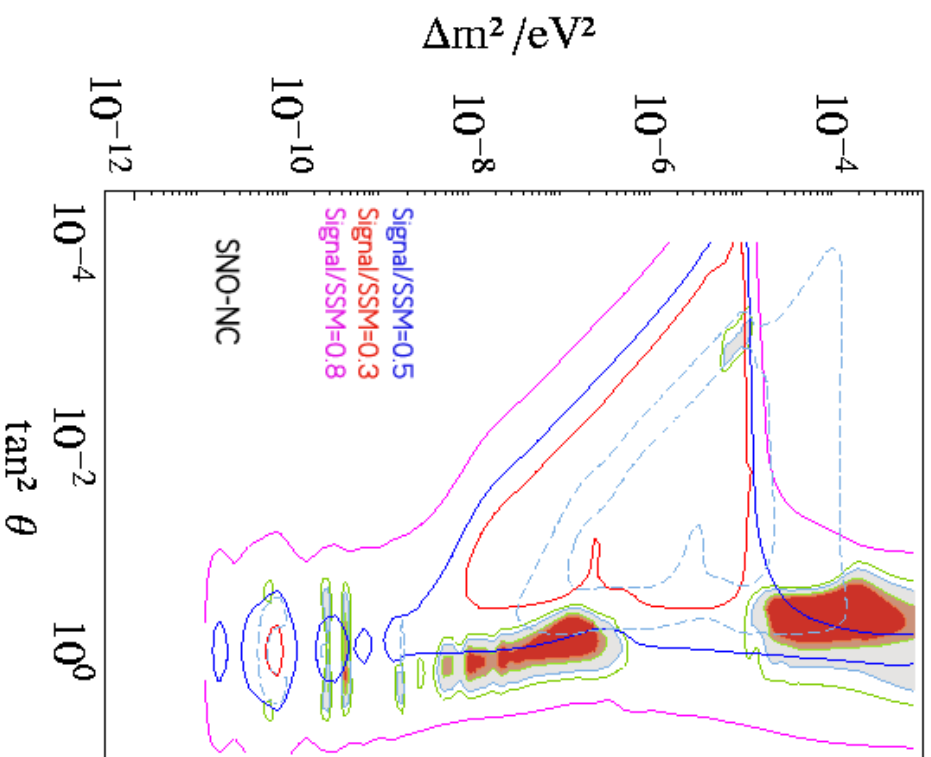 Δm² /eV²
10⁻⁴
10⁻⁶
10⁻⁸
10⁻¹⁰
10⁻¹²
Signal/SSM=0.5
Signal/SSM=0.3
Signal/SSM=0.8
SNO-NC
10⁻⁴
10⁻²
10⁰
tan² θ